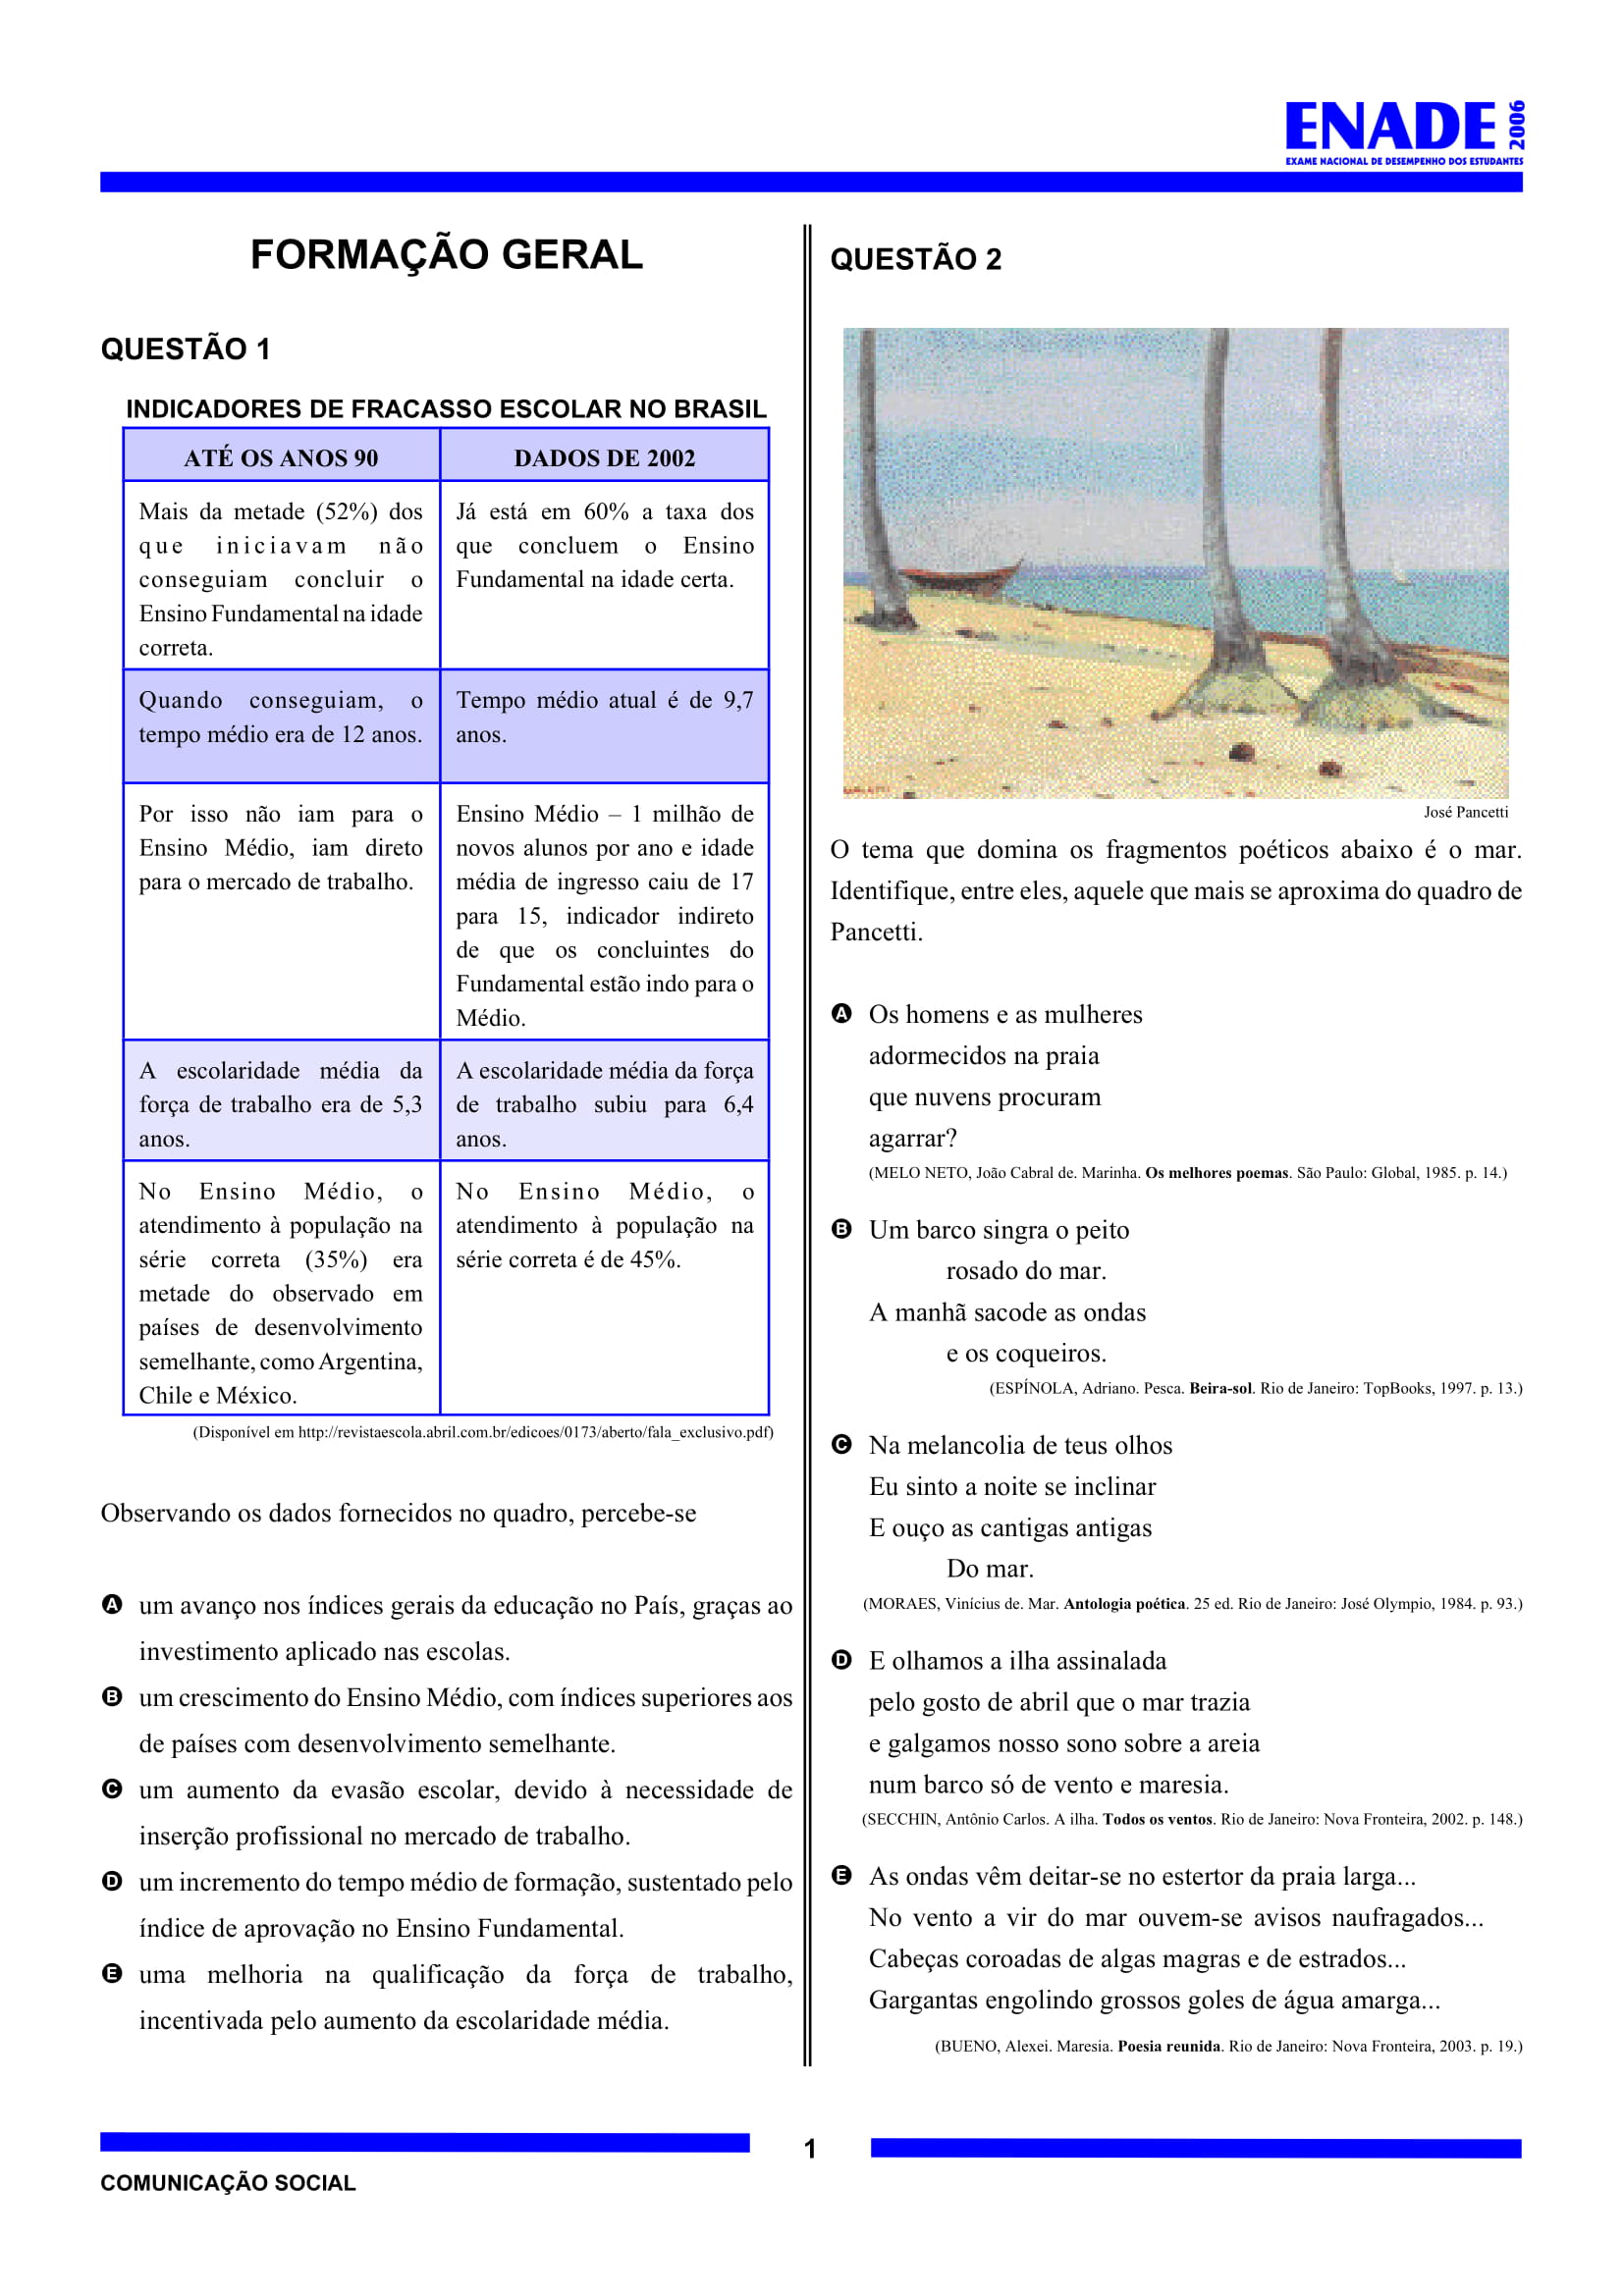 ENADE 2006
EXAME NACIONAL DE DESEMPENHO DOS ESTUDANTES
FORMAÇÃO GERAL
QUESTÃO 1
INDICADORES DE FRACASSO ESCOLAR NO BRASIL
ATÉ OS ANOS 90
DADOS DE 2002
Mais da metade (52%) dos
que iniciavam não
conseguiam concluir o
Ensino Fundamental na idade
correta.
Já está em 60% a taxa dos
que concluem o Ensino
Fundamental na idade certa.
Quando conseguiam, o
tempo médio era de 12 anos.
Tempo médio atual é de 9,7
anos.
Por isso não iam para o
Ensino Médio, iam direto
para o mercado de trabalho.
Ensino Médio – 1 milhão de
novos alunos por ano e idade
média de ingresso caiu de 17
para 15, indicador indireto
de que os concluintes do
Fundamental estão indo para o
Médio.
A escolaridade média da
força de trabalho era de 5,3
anos.
A escolaridade média da força
de trabalho subiu para 6,4
anos.
No Ensino Médio, o
atendimento à população na
série correta (35%) era
metade do observado em
países de desenvolvimento
semelhante, como Argentina,
Chile e México.
No Ensino Médio, o
atendimento à população na
série correta é de 45%.
(Disponível em http://revistaescola.abril.com.br/edicoes/0173/aberto/fala_exclusivo.pdf)
Observando os dados fornecidos no quadro, percebe-se
A um avanço nos índices gerais da educação no País, graças ao
investimento aplicado nas escolas.
B um crescimento do Ensino Médio, com índices superiores aos
de países com desenvolvimento semelhante.
C um aumento da evasão escolar, devido à necessidade de
inserção profissional no mercado de trabalho.
D um incremento do tempo médio de formação, sustentado pelo
índice de aprovação no Ensino Fundamental.
E uma melhoria na qualificação da força de trabalho,
incentivada pelo aumento da escolaridade média.
QUESTÃO 2
José Pancetti
O tema que domina os fragmentos poéticos abaixo é o mar.
Identifique, entre eles, aquele que mais se aproxima do quadro de
Pancetti.
A Os homens e as mulheres
adormecidos na praia
que nuvens procuram
agarrar?
(MELO NETO, João Cabral de. Marinha. Os melhores poemas. São Paulo: Global, 1985. p. 14.)
B Um barco singra o peito
rosado do mar.
A manhã sacode as ondas
e os coqueiros.
(ESPÍNOLA, Adriano. Pesca. Beira-sol. Rio de Janeiro: TopBooks, 1997. p. 13.)
C Na melancolia de teus olhos
Eu sinto a noite se inclinar
E ouço as cantigas antigas
Do mar.
(MORAES, Vinícius de. Mar. Antologia poética. 25 ed. Rio de Janeiro: José Olympio, 1984. p. 93.)
D E olhamos a ilha assinalada
pelo gosto de abril que o mar trazia
e galgamos nosso sono sobre a areia
num barco só de vento e maresia.
(SECCHIN, Antônio Carlos. A ilha. Todos os ventos. Rio de Janeiro: Nova Fronteira, 2002. p. 148.)
E As ondas vêm deitar-se no estertor da praia larga...
No vento a vir do mar ouvem-se avisos naufragados...
Cabeças coroadas de algas magras e de estrados...
Gargantas engolindo grossos goles de água amarga...
(BUENO, Alexei. Maresia. Poesia reunida. Rio de Janeiro: Nova Fronteira, 2003. p. 19.)
1
COMUNICAÇÃO SOCIAL